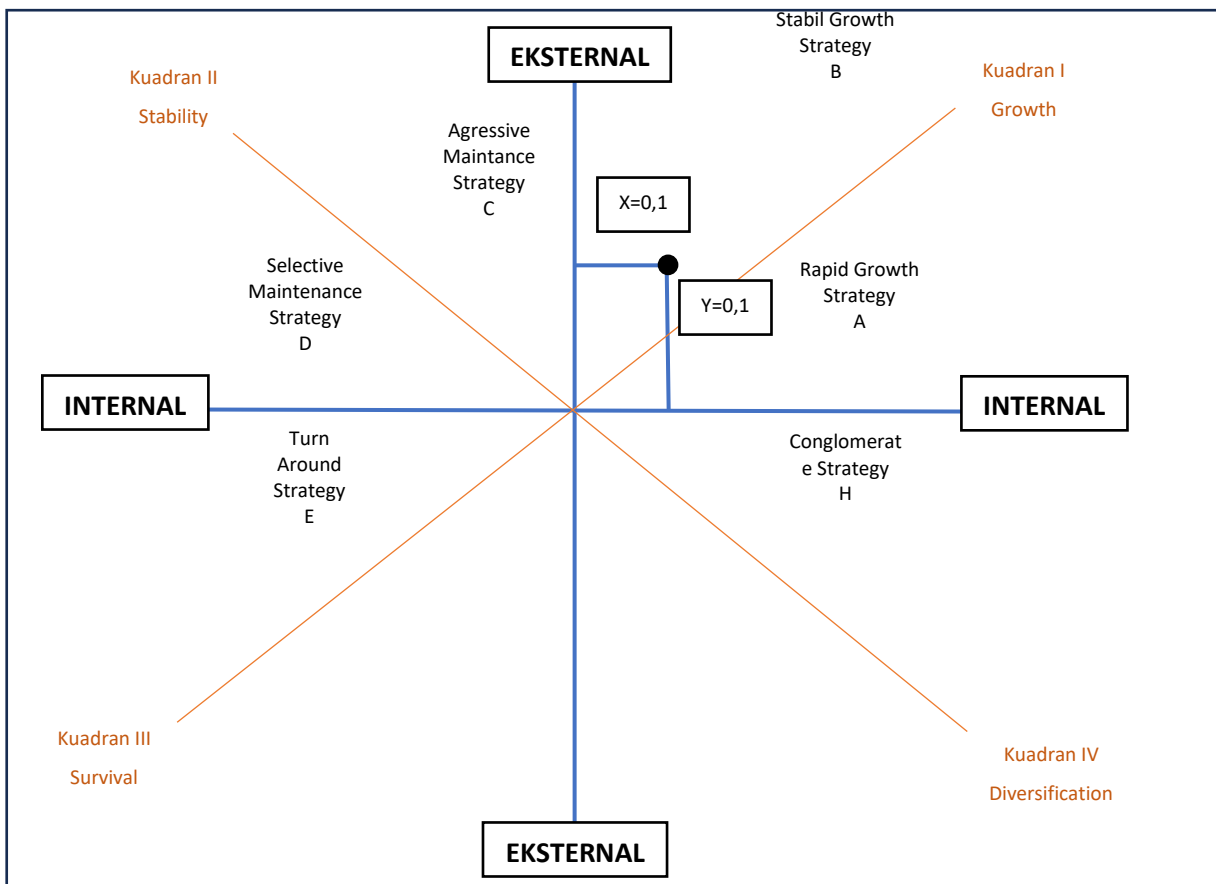 Stabil Growth
Strategy
B
EKSTERNAL
Kuadran II
Stability
Kuadran I
Growth
Agressive
Maintance
Strategy
C
X=0,1
Selective
Maintenance
Strategy
D
Y=0,1
Rapid Growth
Strategy
A
INTERNAL
INTERNAL
Turn
Around
Strategy
E
Conglomerat
e Strategy
H
Kuadran III
Survival
Kuadran IV
Diversification
EKSTERNAL